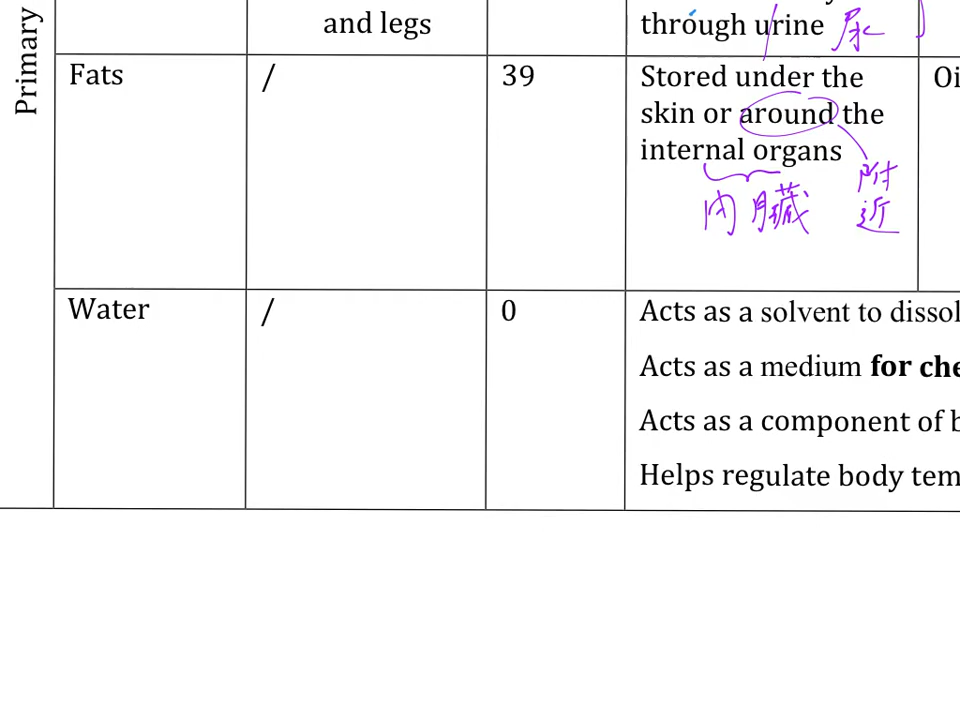 Primary
and legs
through urine 尿
Fats / 39 Stored under the Oi
skin or around the
internal organs
附
內臟 近
Water / 0 Acts as a solvent to dissol
Acts as a medium for che
Acts as a component of b
Helps regulate body tem